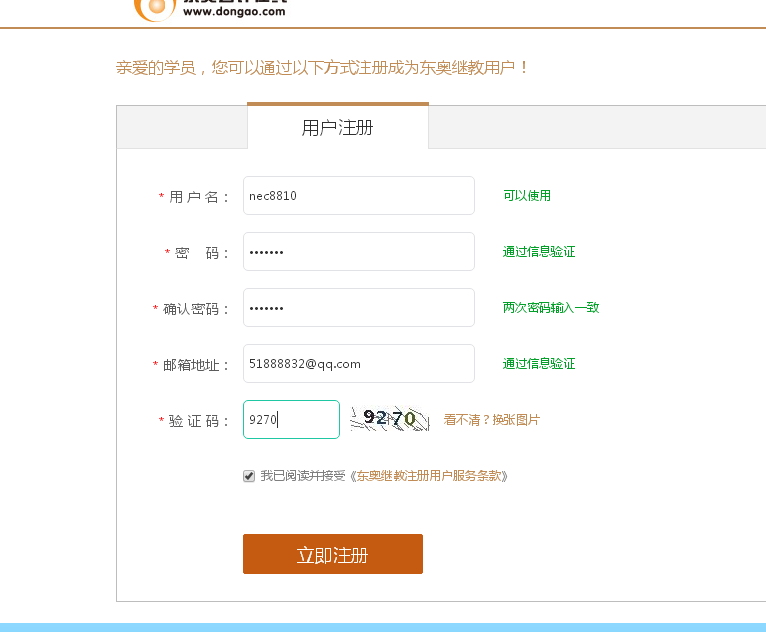 www.dongao.com
亲爱的学员，您可以通过以下方式注册成为东奥继教用户！
用户注册
* 用 户 名： nec8810 可以使用
* 密 码： ••••••• 通过信息验证
* 确认密码： ••••••• 两次密码输入一致
* 邮箱地址： 51888832@qq.com 通过信息验证
* 验 证 码： 9270 9270 看不清？换张图片
我已阅读并接受《东奥继教注册用户服务条款》
立即注册